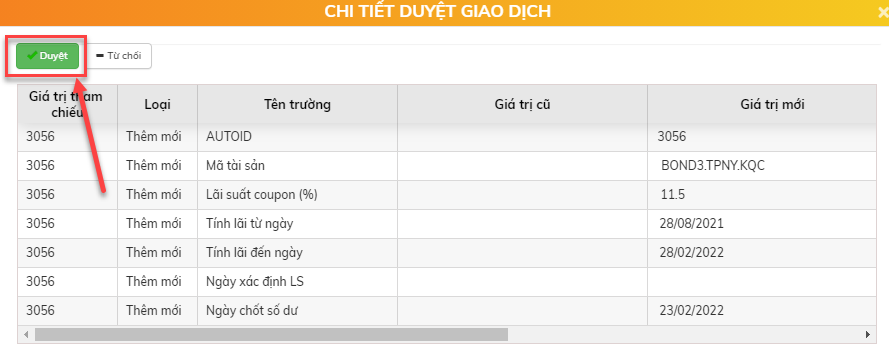 CHI TIẾT DUYỆT GIAO DỊCH
Duyệt Từ chối
Giá trị tham chiếu Loại Tên trường Giá trị cũ Giá trị mới
3056 Thêm mới AUTOID 3056
3056 Thêm mới Mã tài sản BOND3.TPNY.KQC
3056 Thêm mới Lãi suất coupon (%) 11.5
3056 Thêm mới Tính lãi từ ngày 28/08/2021
3056 Thêm mới Tính lãi đến ngày 28/02/2022
3056 Thêm mới Ngày xác định LS
3056 Thêm mới Ngày chốt số dư 23/02/2022